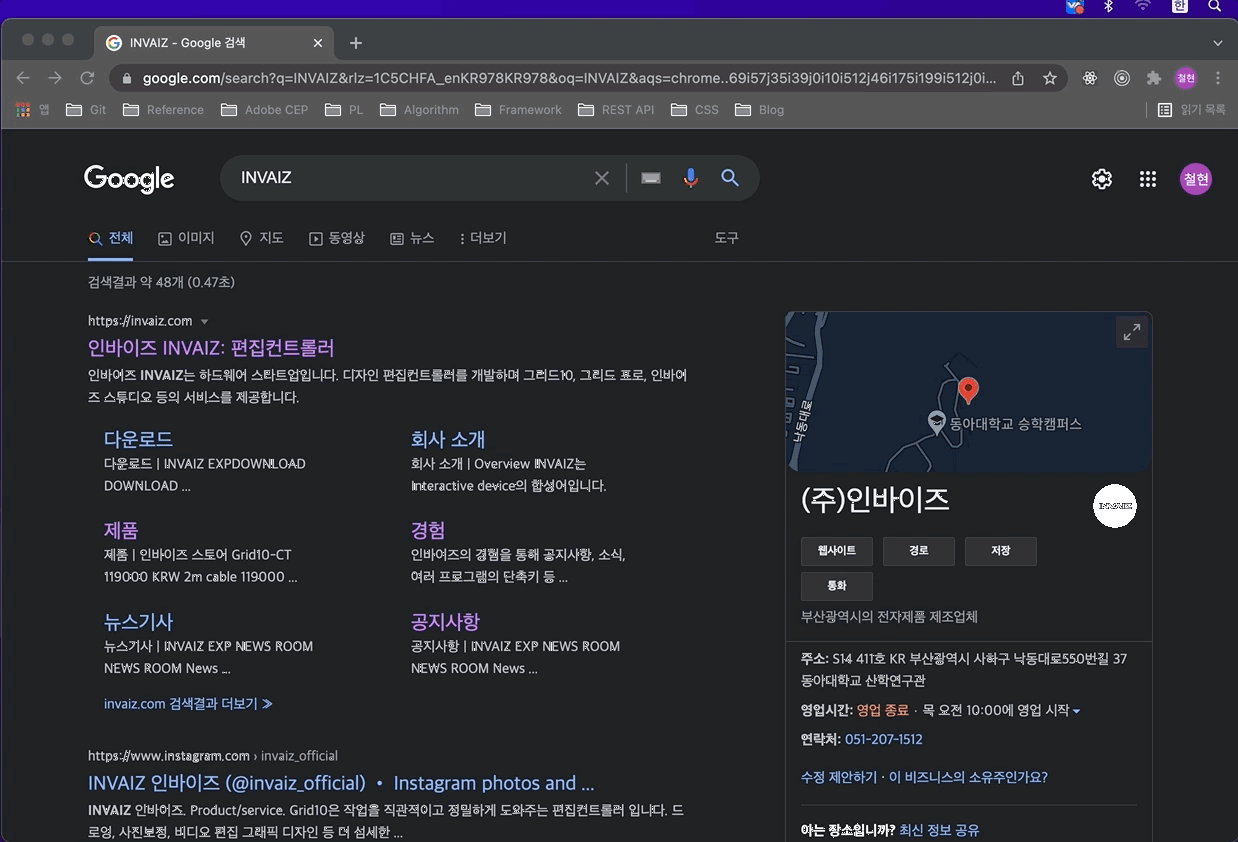 한
INVAIZ - Google 검색
google.com/search?q=INVAIZ&rlz=1C5CHFA_enKR978KR978&oq=INVAIZ&aqs=chrome..69i57j35i39j0i10i512j46i175i199i512j0i...
철현
앱 Git Reference Adobe CEP PL Algorithm Framework REST API CSS Blog 읽기 목록
Google
INVAIZ
철현
전체 이미지 지도 동영상 뉴스 더보기 도구
검색결과 약 48개 (0.47초)
https://invaiz.com
인바이즈 INVAIZ: 편집컨트롤러
인바이즈 INVAIZ는 하드웨어 스타트업입니다. 디자인 편집컨트롤러를 개발하며 그리드10, 그리드 프로, 인바이
즈 스튜디오 등의 서비스를 제공합니다.
다운로드
다운로드 | INVAIZ EXPDOWNLOAD
DOWNLOAD ...
회사 소개
회사 소개 | Overview INVAIZ는
Interactive device의 합성어입니다.
제품
제품 | 인바이즈 스토어 Grid10-CT
119000 KRW 2m cable 119000 ...
경험
인바이즈의 경험을 통해 공지사항, 소식,
여러 프로그램의 단축키 등 ...
뉴스기사
뉴스기사 | INVAIZ EXP NEWS ROOM
NEWS ROOM News ...
공지사항
공지사항 | INVAIZ EXP NEWS ROOM
NEWS ROOM News ...
invaiz.com 검색결과 더보기 ≫
https://www.instagram.com › invaiz_official
INVAIZ 인바이즈 (@invaiz_official) • Instagram photos and ...
INVAIZ 인바이즈. Product/service. Grid10은 작업을 직관적이고 정밀하게 도와주는 편집컨트롤러 입니다. 드
로잉, 사진보정, 비디오 편집 그래픽 디자인 등 더 섬세한 ...
낙동대로
동아대학교 승학캠퍼스
(주)인바이즈
INVAIZ
웹사이트 경로 저장
통화
부산광역시의 전자제품 제조업체
주소: S14 411호 KR 부산광역시 사하구 낙동대로550번길 37
동아대학교 산학연구관
영업시간: 영업 종료 · 목 오전 10:00에 영업 시작
연락처: 051-207-1512
수정 제안하기 · 이 비즈니스의 소유주인가요?
아는 장소입니까? 최신 정보 공유